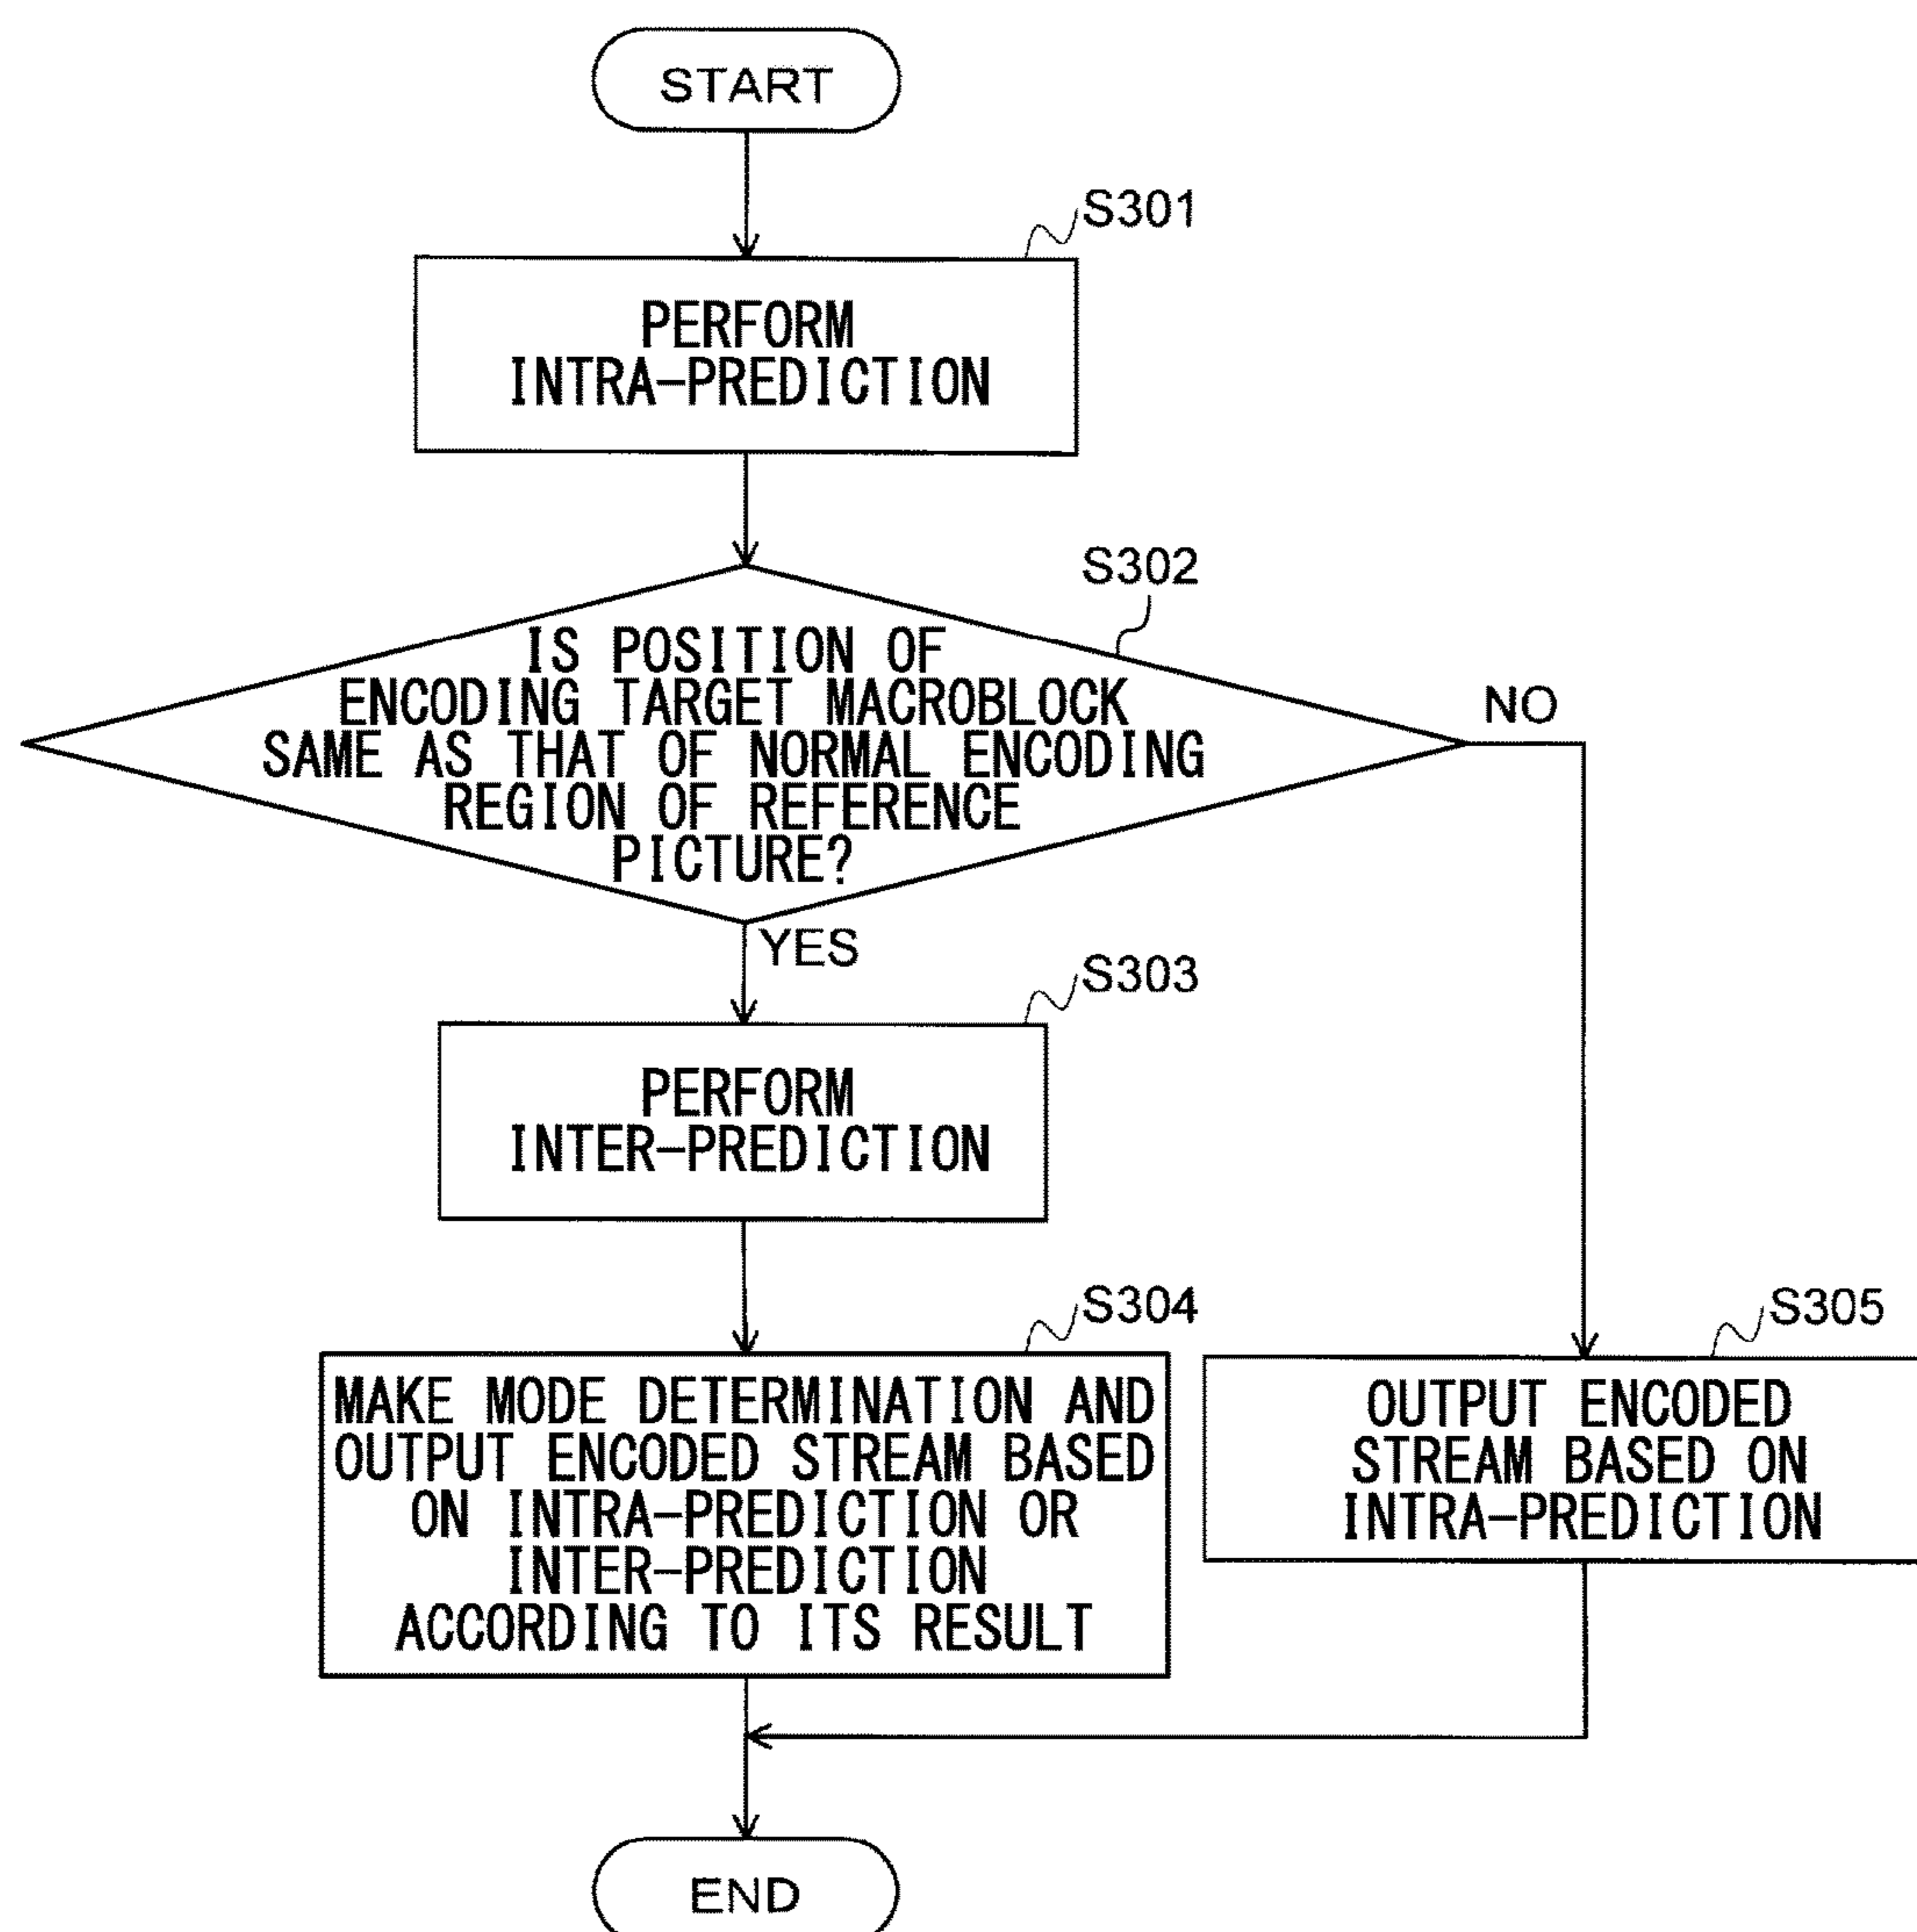 START
S301
PERFORM
INTRA-PREDICTION
S302
IS POSITION OF
ENCODING TARGET MACROBLOCK
SAME AS THAT OF NORMAL ENCODING
REGION OF REFERENCE
PICTURE?
NO
YES
S303
PERFORM
INTER-PREDICTION
S304
MAKE MODE DETERMINATION AND
OUTPUT ENCODED STREAM BASED
ON INTRA-PREDICTION OR
INTER-PREDICTION
ACCORDING TO ITS RESULT
S305
OUTPUT ENCODED
STREAM BASED ON
INTRA-PREDICTION
END